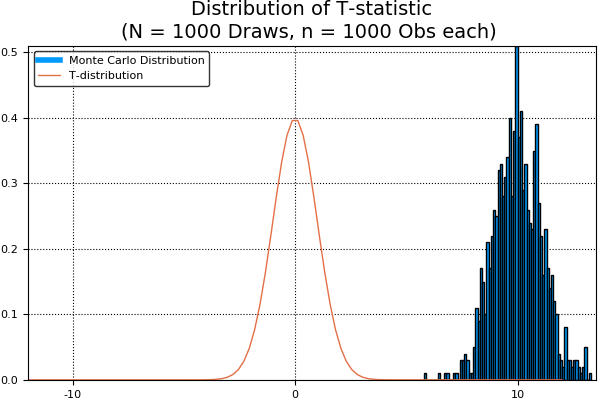 Distribution of T-statistic
(N = 1000 Draws, n = 1000 Obs each)
Monte Carlo Distribution
T-distribution
0.5
0.4
0.3
0.2
0.1
0.0
-10 0 10